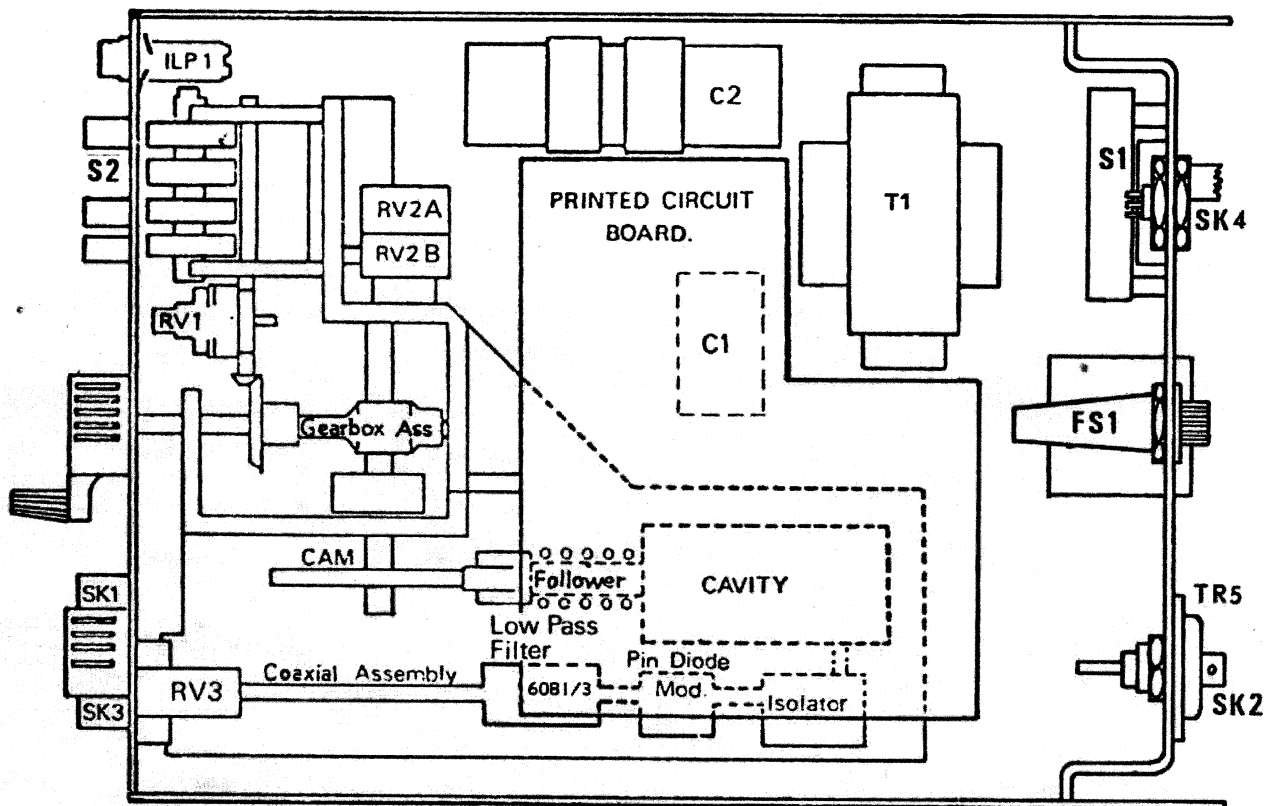 ILP1
C2
S2
S1
RV2A
RV2B
PRINTED CIRCUIT
BOARD.
T1
SK4
RV1
C1
Gearbox Ass
FS1
CAM
Follower
CAVITY
SK1
TR5
Low Pass
Filter
Pin Diode
Mod.
Coaxial Assembly
6081/3
RV3
Isolator
SK3
SK2